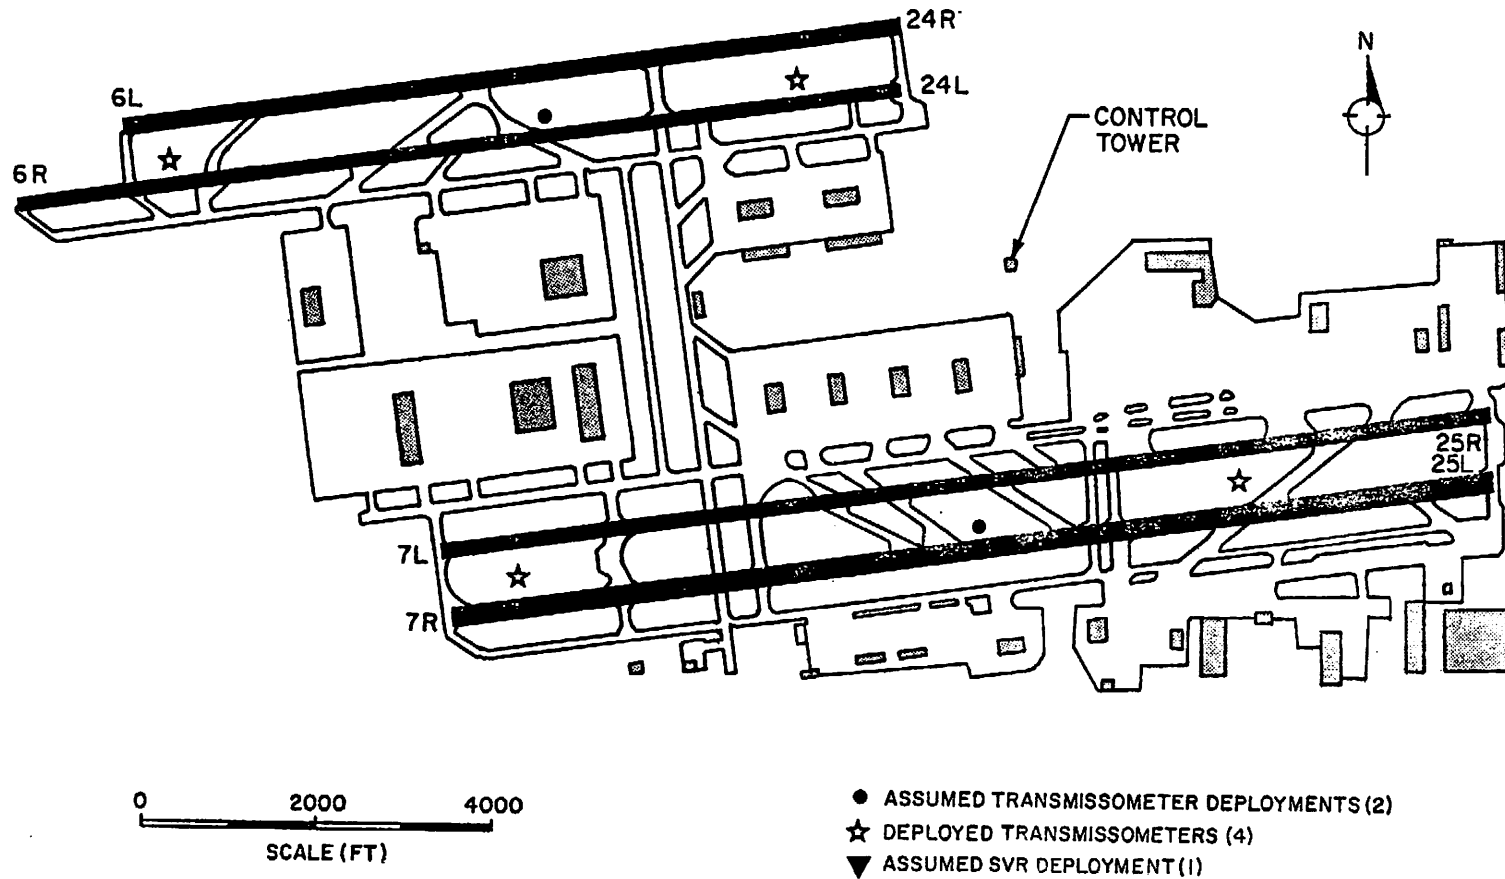 24R
6L
24L
N
CONTROL
TOWER
6R
25R
25L
7L
7R
0 2000 4000
SCALE (FT)
ASSUMED TRANSMISSOMETER DEPLOYMENTS (2)
DEPLOYED TRANSMISSOMETERS (4)
ASSUMED SVR DEPLOYMENT (1)